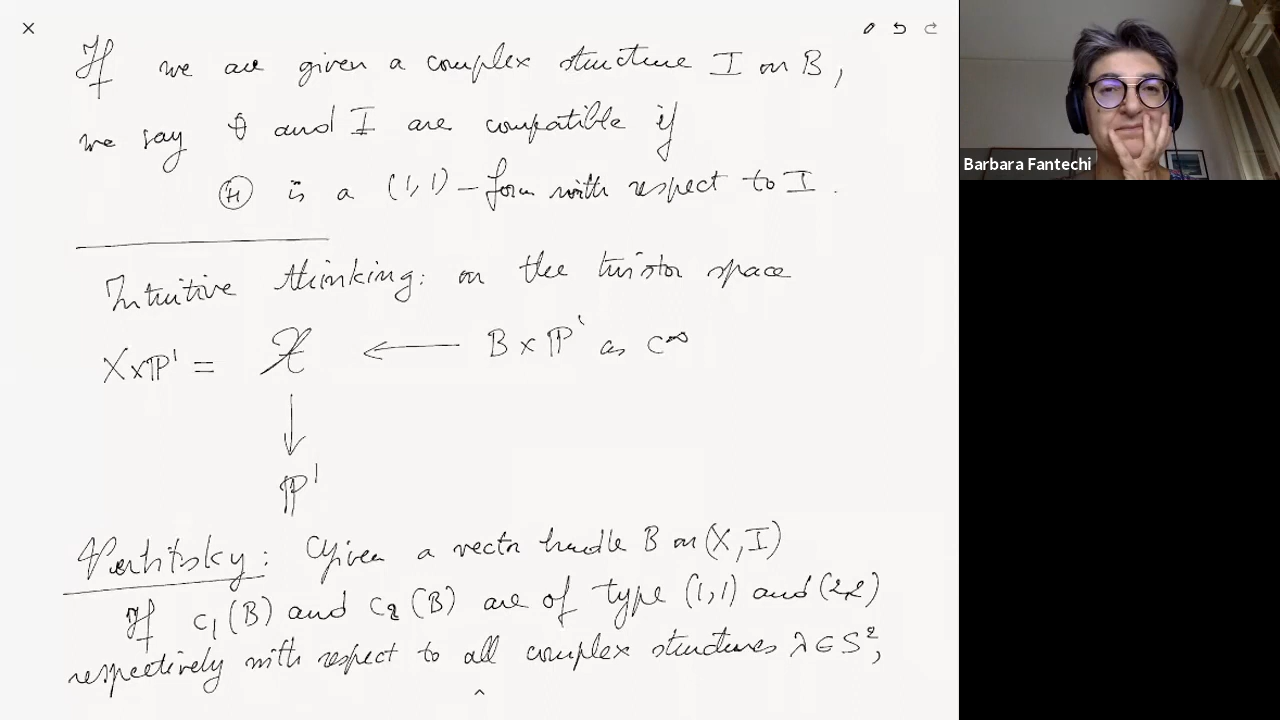 If we are given a complex structure I on B,
we say θ and I are compatible if
Ⓗ is a (1,1)-form with respect to I.
Intuitive thinking: on the twistor space
X×ℙ¹ = 𝒳 ← B×ℙ¹ as C^∞
↓
ℙ¹
Verbitsky: Given a vector bundle B on (X, I)
If c₁(B) and c₂(B) are of type (1,1) and (2,2)
respectively with respect to all complex structures λ∈S²,
Barbara Fantechi